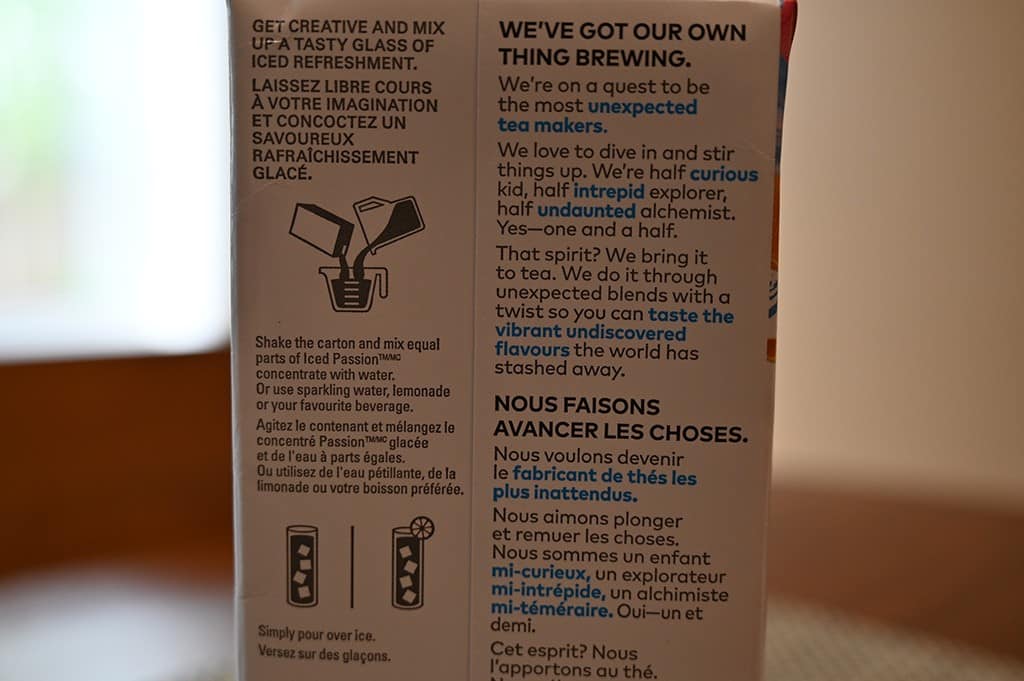 GET CREATIVE AND MIX
UP A TASTY GLASS OF
ICED REFRESHMENT.
LAISSEZ LIBRE COURS
À VOTRE IMAGINATION
ET CONCOCTEZ UN
SAVOUREUX
RAFRAÎCHISSEMENT
GLACÉ.
Shake the carton and mix equal
parts of Iced Passion™/MC
concentrate with water.
Or use sparkling water, lemonade
or your favourite beverage.
Agitez le contenant et mélangez le
concentré Passion™/MC glacée
et de l'eau à parts égales.
Ou utilisez de l'eau pétillante, de la
limonade ou votre boisson préférée.
Simply pour over ice.
Versez sur des glaçons.
WE'VE GOT OUR OWN
THING BREWING.
We're on a quest to be
the most unexpected
tea makers.
We love to dive in and stir
things up. We're half curious
kid, half intrepid explorer,
half undaunted alchemist.
Yes—one and a half.
That spirit? We bring it
to tea. We do it through
unexpected blends with a
twist so you can taste the
vibrant undiscovered
flavours the world has
stashed away.
NOUS FAISONS
AVANCER LES CHOSES.
Nous voulons devenir
le fabricant de thés les
plus inattendus.
Nous aimons plonger
et remuer les choses.
Nous sommes un enfant
mi-curieux, un explorateur
mi-intrépide, un alchimiste
mi-téméraire. Oui—un et
demi.
Cet esprit? Nous
l'apportons au thé.